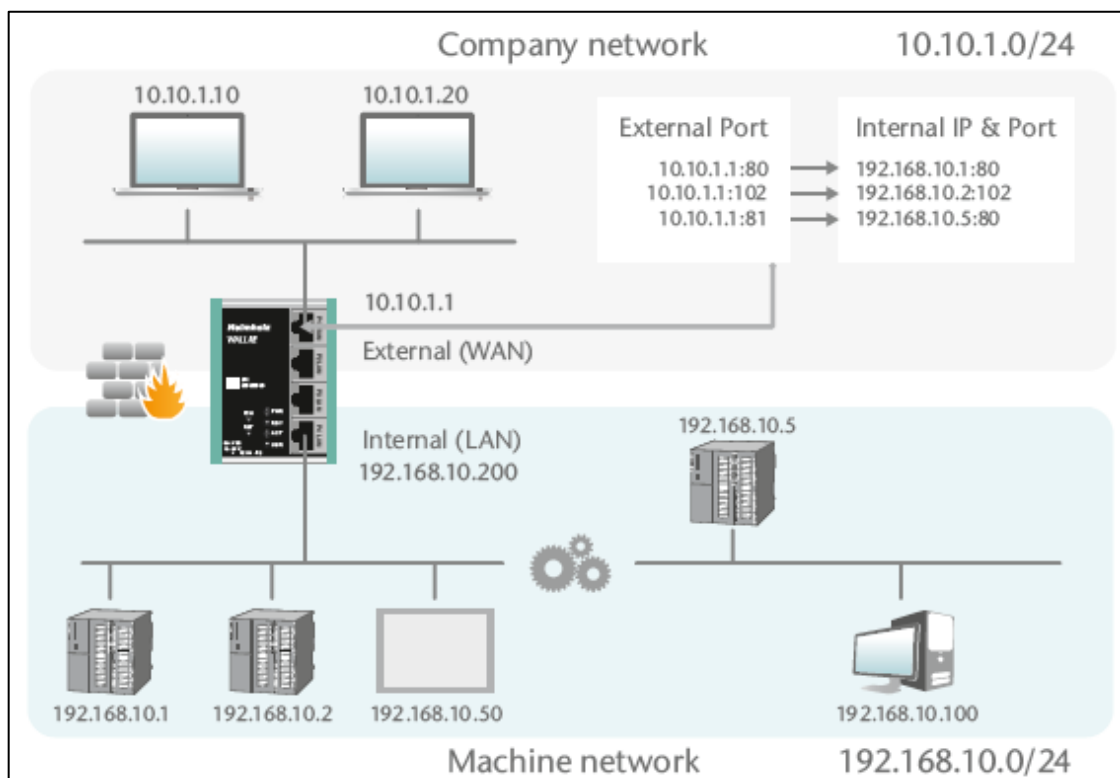 Company network 10.10.1.0/24
10.10.1.10
10.10.1.20
External Port
Internal IP & Port
10.10.1.1:80
192.168.10.1:80
10.10.1.1:102
192.168.10.2:102
10.10.1.1:81
192.168.10.5:80
10.10.1.1
External (WAN)
Helmholz
WALL IE
Internal (LAN)
192.168.10.200
192.168.10.5
192.168.10.1
192.168.10.2
192.168.10.50
192.168.10.100
Machine network 192.168.10.0/24